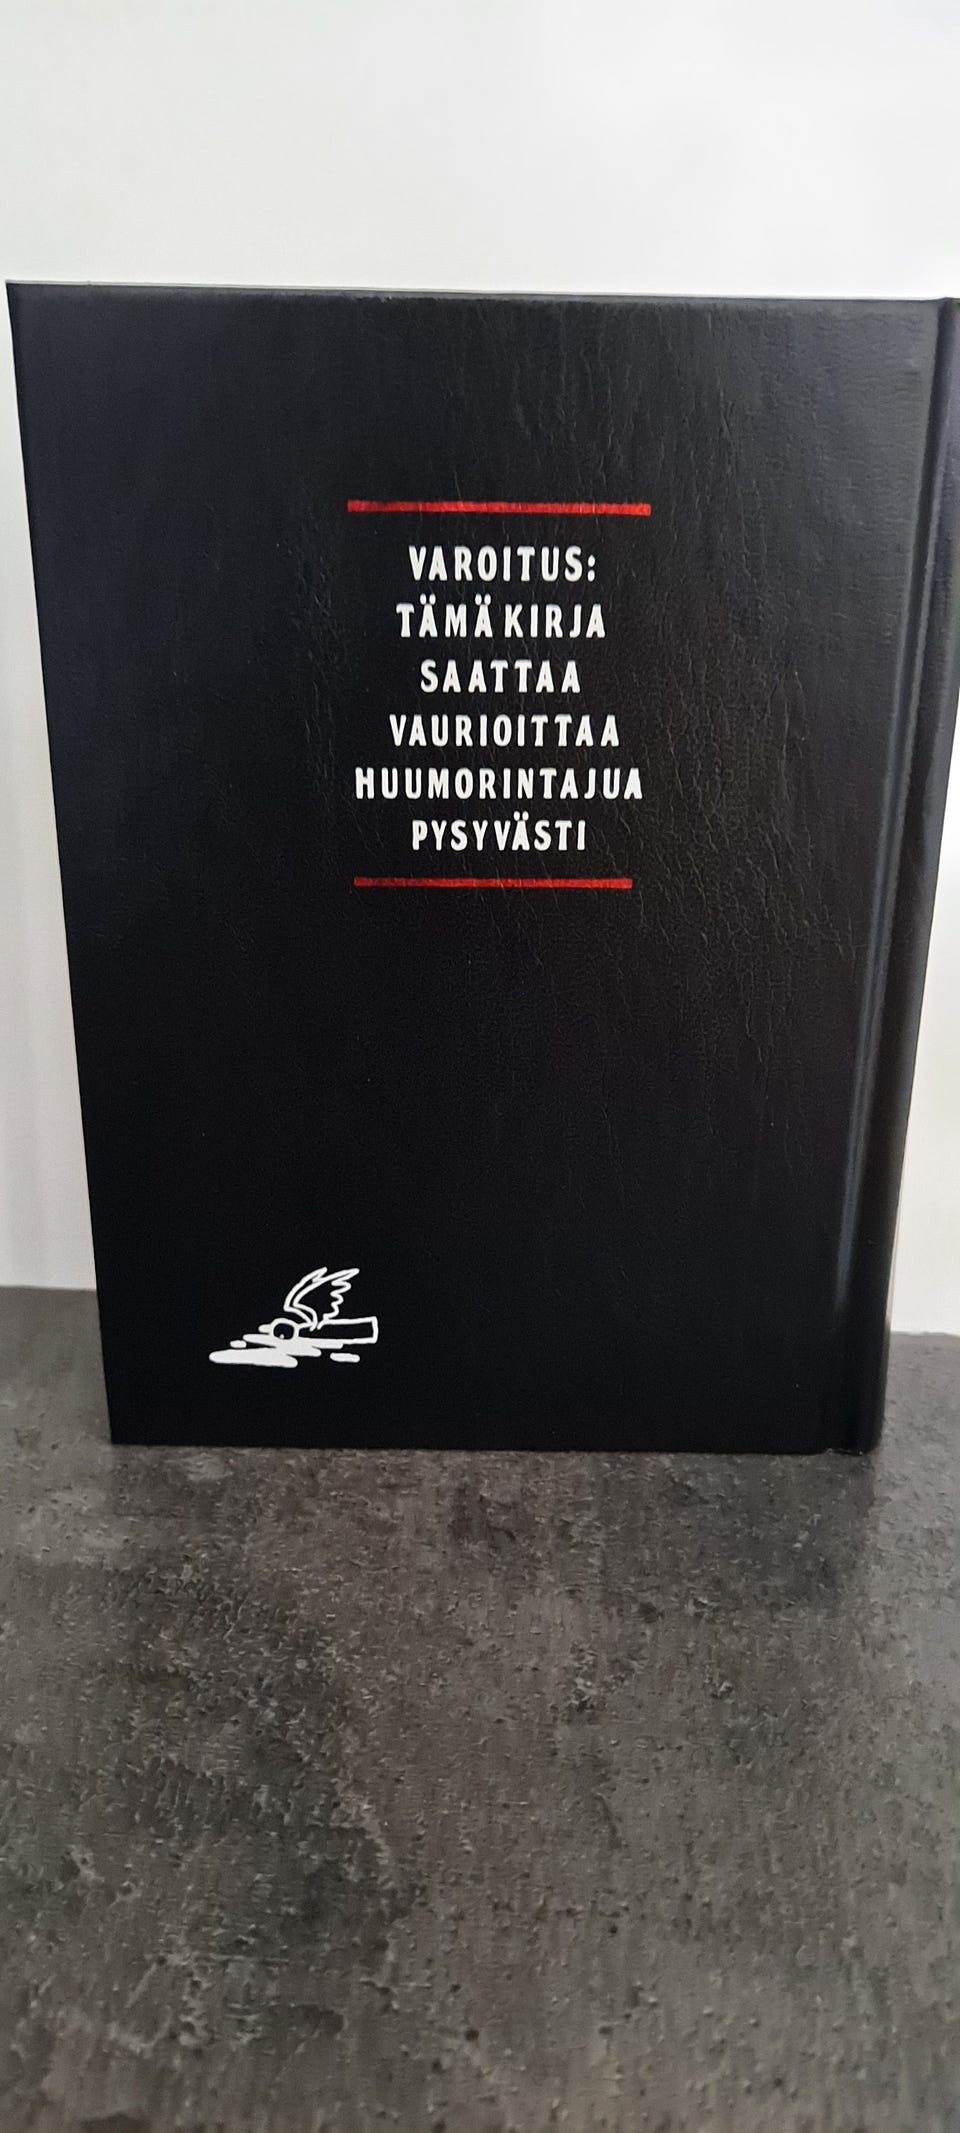 VAROITUS:
TÄMÄ KIRJA
SAATTAA
VAURIOITTAA
HUUMORINTAJUA
PYSYVÄSTI